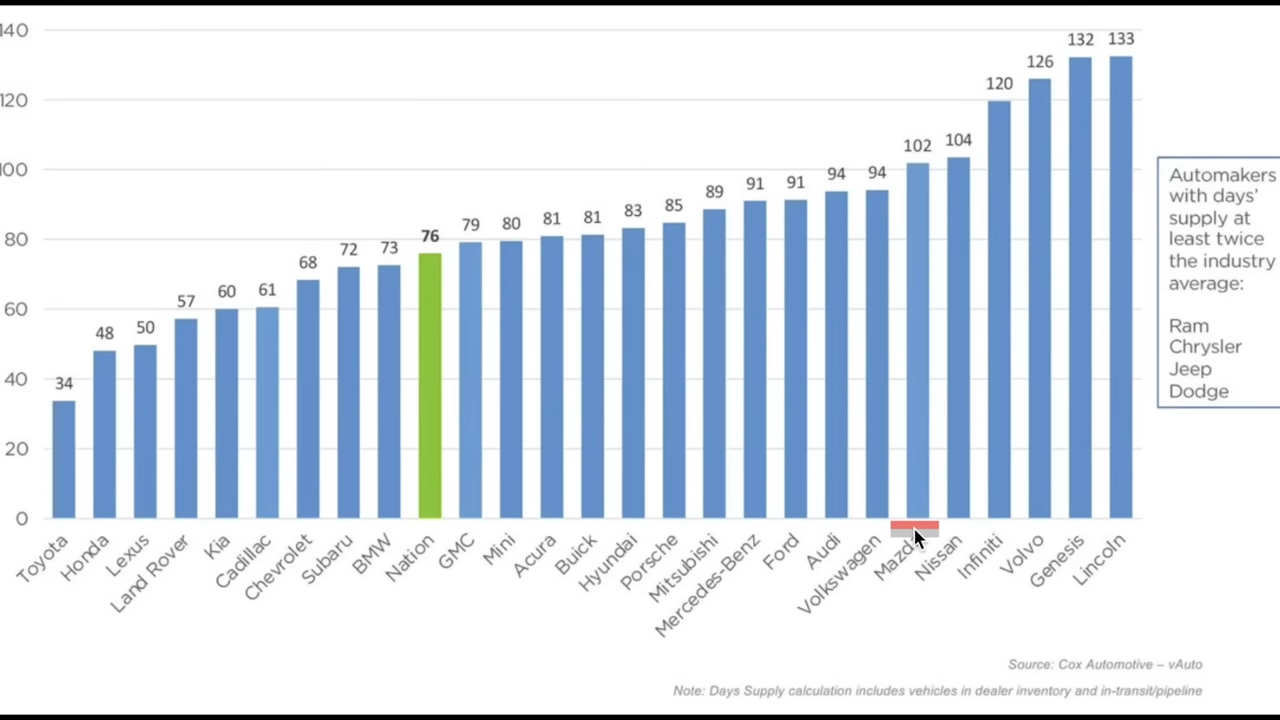 140
120
100
80
60
40
20
0
34
48
50
57
60
61
68
72
73
76
79
80
81
81
83
85
89
91
91
94
94
102
104
120
126
132
133
Toyota
Honda
Lexus
Land Rover
Kia
Cadillac
Chevrolet
Subaru
BMW
Nation
GMC
Mini
Acura
Buick
Hyundai
Porsche
Mitsubishi
Mercedes-Benz
Ford
Audi
Volkswagen
Mazda
Nissan
Infiniti
Volvo
Genesis
Lincoln
Automakers
with days’
supply at
least twice
the industry
average:
Ram
Chrysler
Jeep
Dodge
Source: Cox Automotive – vAuto
Note: Days Supply calculation includes vehicles in dealer inventory and in-transit/pipeline